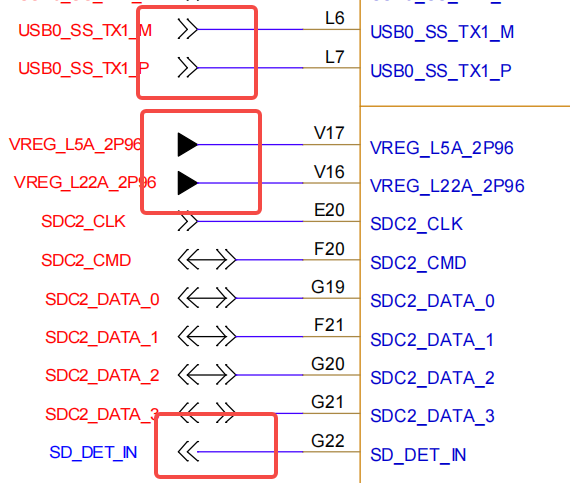 USB0_SS_TX1_M L6 USB0_SS_TX1_M
USB0_SS_TX1_P L7 USB0_SS_TX1_P
VREG_L5A_2P96 V17 VREG_L5A_2P96
VREG_L22A_2P96 V16 VREG_L22A_2P96
SDC2_CLK E20 SDC2_CLK
SDC2_CMD F20 SDC2_CMD
SDC2_DATA_0 G19 SDC2_DATA_0
SDC2_DATA_1 F21 SDC2_DATA_1
SDC2_DATA_2 G20 SDC2_DATA_2
SDC2_DATA_3 G21 SDC2_DATA_3
SD_DET_IN G22 SD_DET_IN